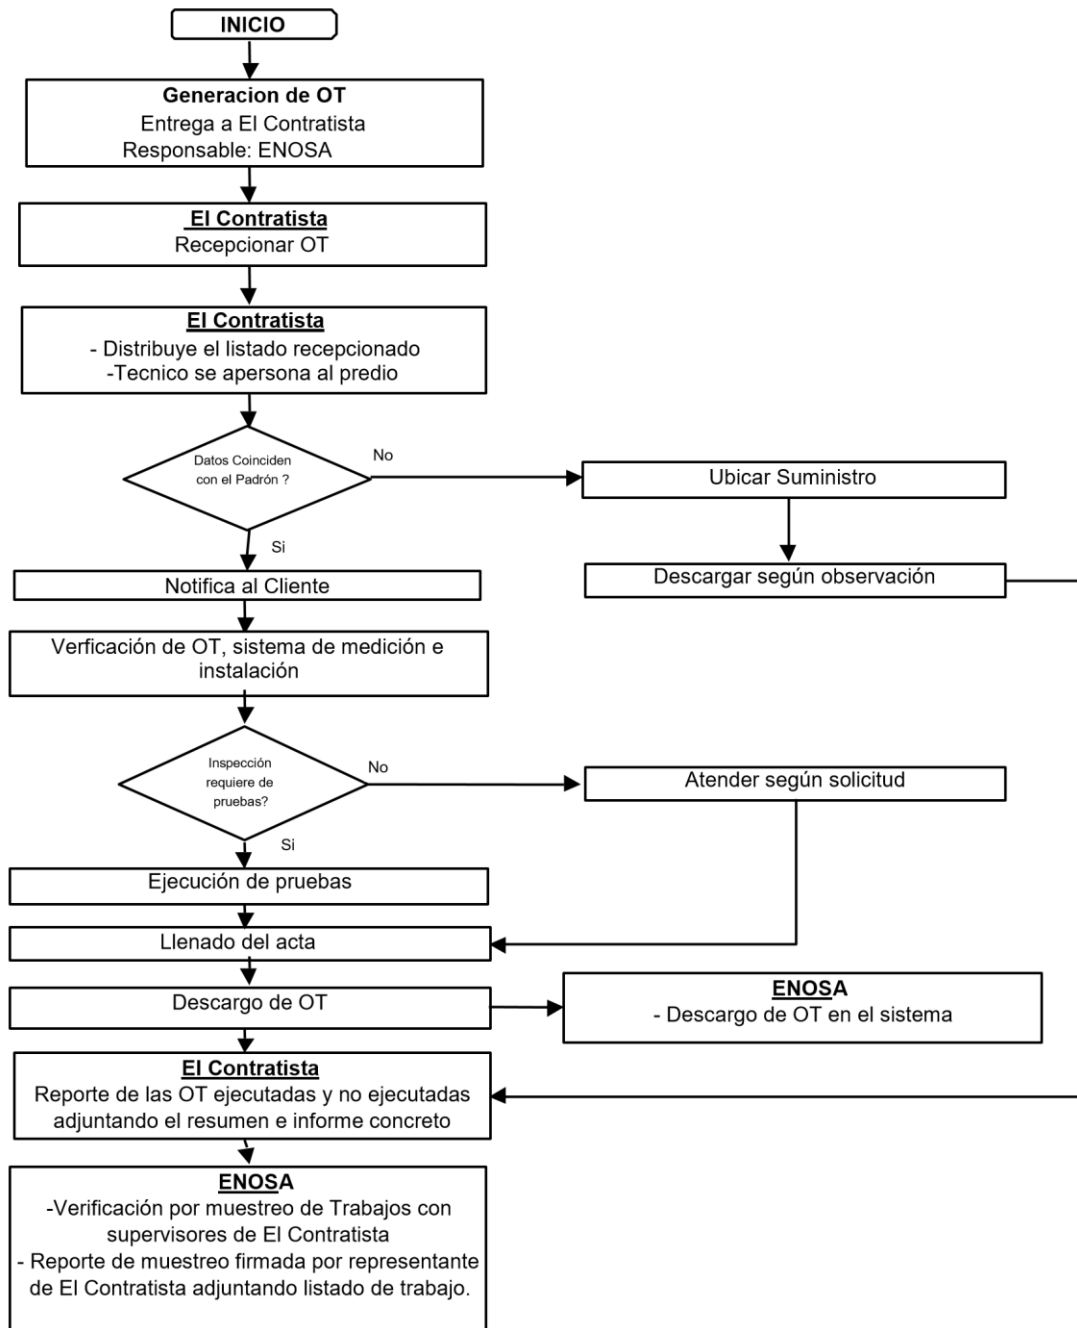 INICIO
Generacion de OT
Entrega a El Contratista
Responsable: ENOSA
El Contratista
Recepcionar OT
El Contratista
- Distribuye el listado recepcionado
-Tecnico se apersona al predio
Datos Coinciden
con el Padrón ?
No
Ubicar Suministro
Si
Descargar según observación
Notifica al Cliente
Verficación de OT, sistema de medición e
instalación
Inspección
requiere de
pruebas?
No
Atender según solicitud
Si
Ejecución de pruebas
Llenado del acta
Descargo de OT
ENOSA
- Descargo de OT en el sistema
El Contratista
Reporte de las OT ejecutadas y no ejecutadas
adjuntando el resumen e informe concreto
ENOSA
-Verificación por muestreo de Trabajos con
supervisores de El Contratista
- Reporte de muestreo firmada por representante
de El Contratista adjuntando listado de trabajo.